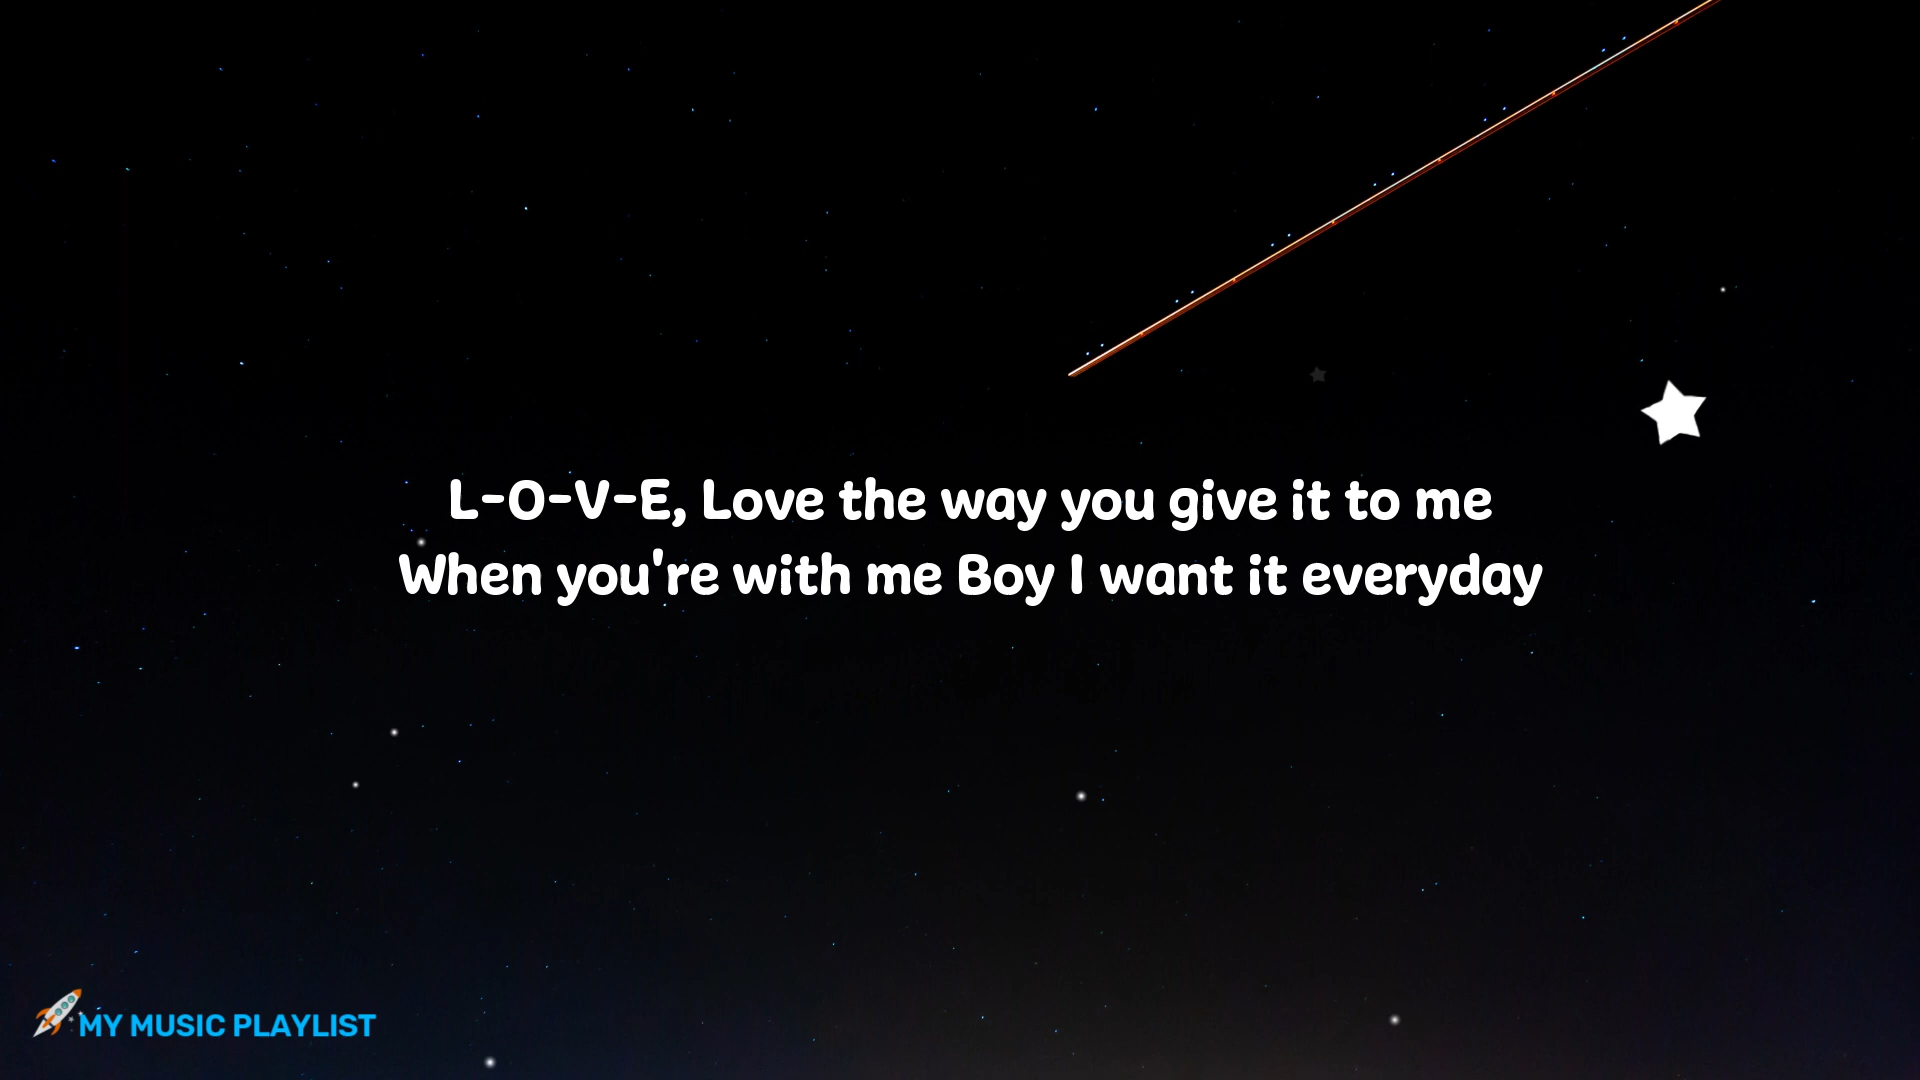 L-O-V-E, Love the way you give it to me
When you're with me Boy I want it everyday
MY MUSIC PLAYLIST